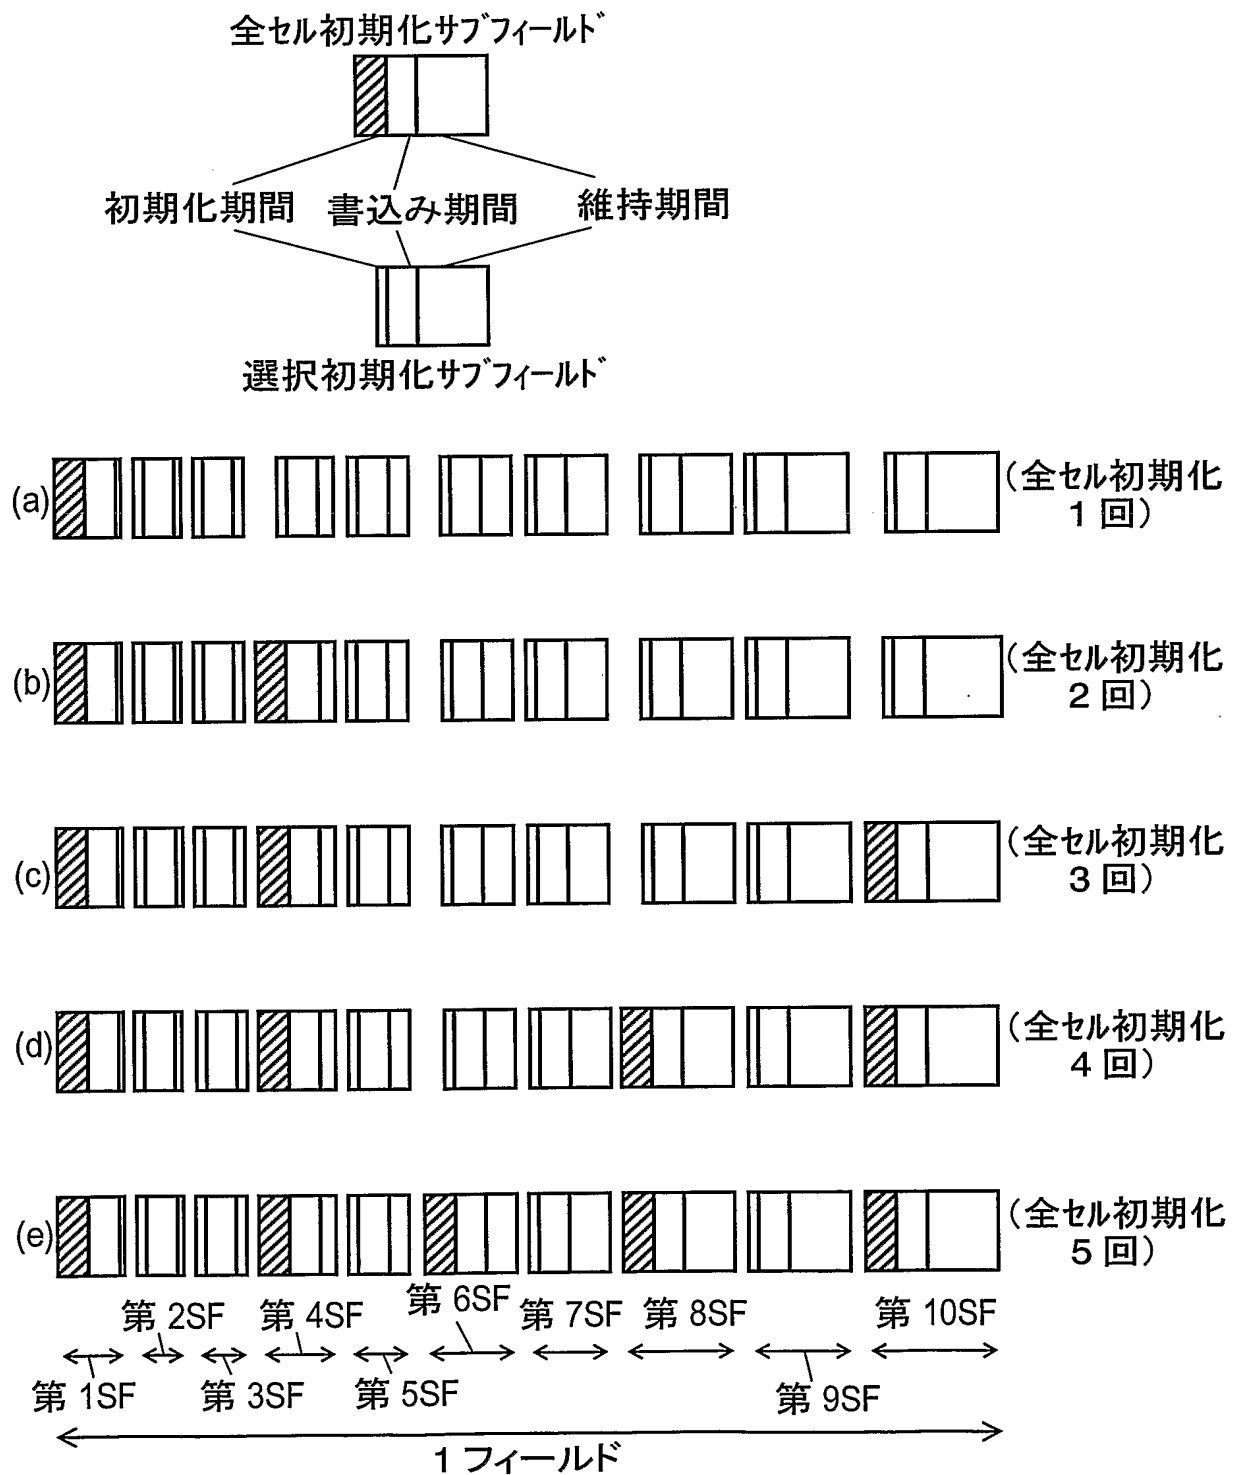 全セル初期化サブフィールド
初期化期間 書込み期間 維持期間
選択初期化サブフィールド
(a) (全セル初期化
1回)
(b) (全セル初期化
2回)
(c) (全セル初期化
3回)
(d) (全セル初期化
4回)
(e) (全セル初期化
5回)
第 2SF 第 4SF 第 6SF 第 7SF 第 8SF 第 10SF
第 1SF 第 3SF 第 5SF 第 9SF
1 フィールド